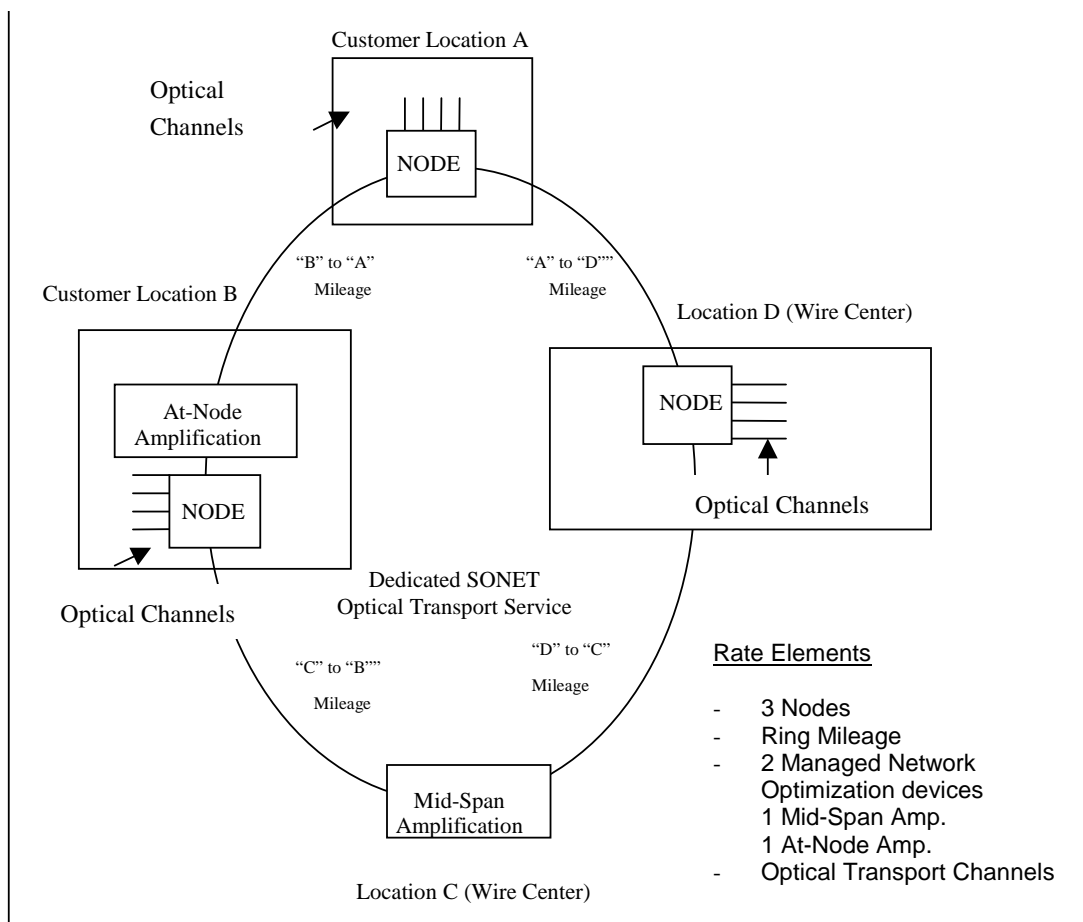 Customer Location A
Optical
Channels
NODE
“B” to “A”
Mileage
“A” to “D””
Mileage
Customer Location B
Location D (Wire Center)
At-Node
Amplification
NODE
NODE
Optical Channels
Optical Channels
Dedicated SONET
Optical Transport Service
“C” to “B””
Mileage
“D” to “C”
Mileage
Mid-Span
Amplification
Location C (Wire Center)
Rate Elements
- 3 Nodes
- Ring Mileage
- 2 Managed Network
Optimization devices
1 Mid-Span Amp.
1 At-Node Amp.
- Optical Transport Channels